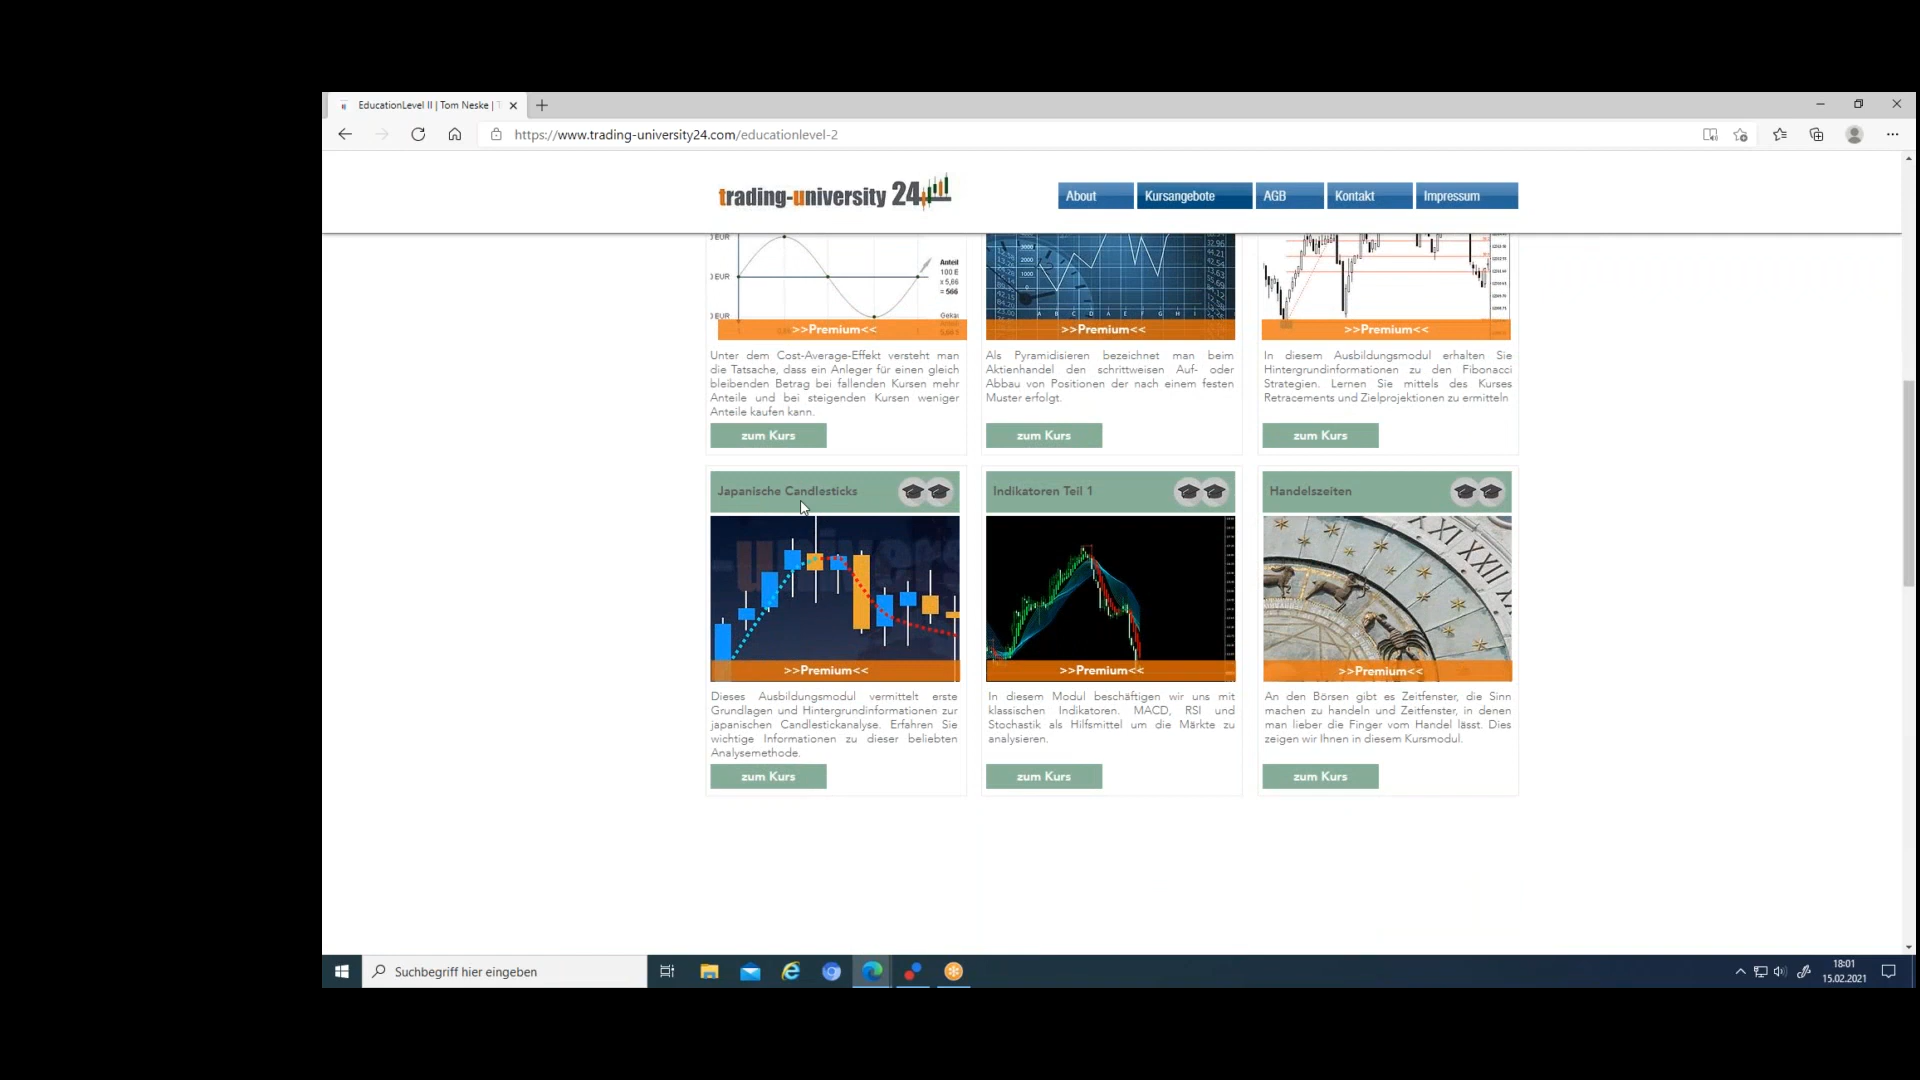 EducationLevel II | Tom Neske |
https://www.trading-university24.com/educationlevel-2
trading-university 24
About
Kursangebote
AGB
Kontakt
Impressum
Anteil
100 E
x 5,66
= 566
>>Premium<<
>>Premium<<
>>Premium<<
Unter dem Cost-Average-Effekt versteht man
die Tatsache, dass ein Anleger für einen gleich
bleibenden Betrag bei fallenden Kursen mehr
Anteile und bei steigenden Kursen weniger
Anteile kaufen kann.
zum Kurs
Als Pyramidisieren bezeichnet man beim
Aktienhandel den schrittweisen Auf- oder
Abbau von Positionen der nach einem festen
Muster erfolgt.
zum Kurs
In diesem Ausbildungsmodul erhalten Sie
Hintergrundinformationen zu den Fibonacci
Strategien. Lernen Sie mittels des Kurses
Retracements und Zielprojektionen zu ermitteln
zum Kurs
Japanische Candlesticks
>>Premium<<
Dieses Ausbildungsmodul vermittelt erste
Grundlagen und Hintergrundinformationen zur
japanischen Candlestickanalyse. Erfahren Sie
wichtige Informationen zu dieser beliebten
Analysemethode.
zum Kurs
Indikatoren Teil 1
>>Premium<<
In diesem Modul beschäftigen wir uns mit
klassischen Indikatoren. MACD, RSI und
Stochastik als Hilfsmittel um die Märkte zu
analysieren.
zum Kurs
Handelszeiten
>>Premium<<
An den Börsen gibt es Zeitfenster, die Sinn
machen zu handeln und Zeitfenster, in denen
man lieber die Finger vom Handel lässt. Dies
zeigen wir Ihnen in diesem Kursmodul.
zum Kurs
Suchbegriff hier eingeben
18:01
15.02.2021